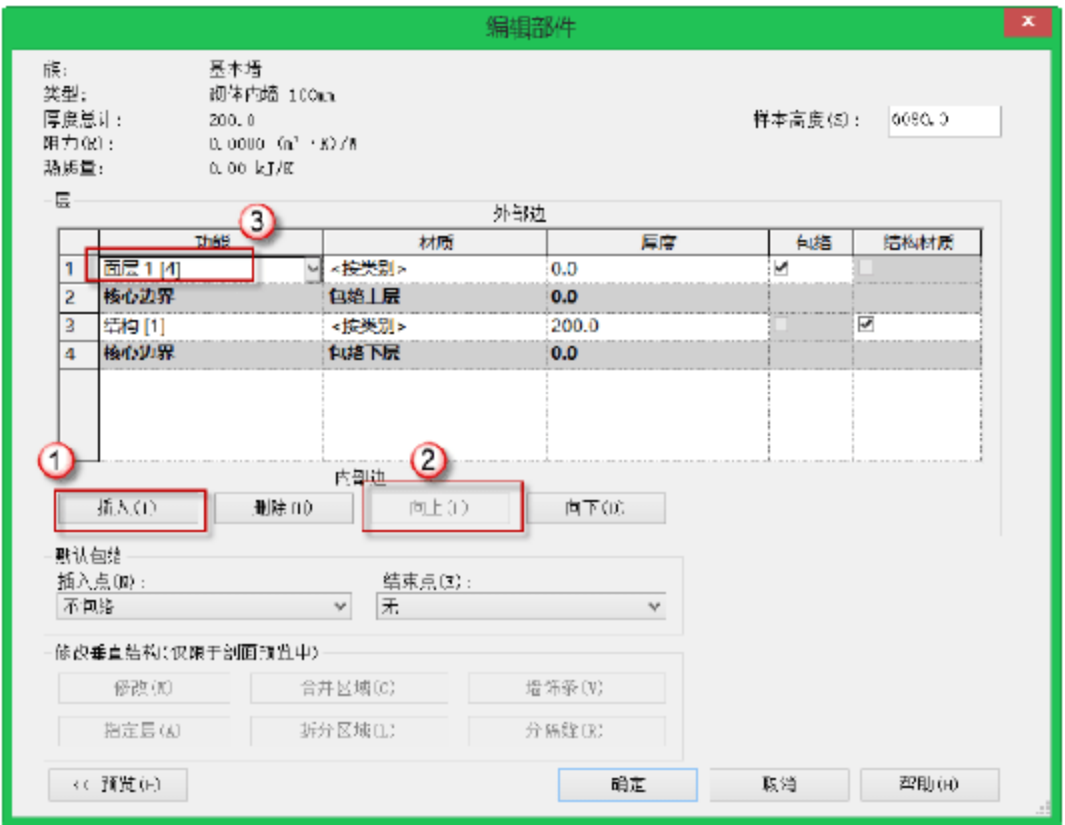 编辑部件
族: 基本墙
类型: 砌体内墙 100mm
厚度总计: 200.0 样本高度(S): 
阻力(R): 0.0000 (m²·K)/W
热质量: 0.00 kJ/K
层
外部边
③
功能 材质 厚度 包络 结构材质
1 面层 1 [4] <按类别> 0.0
2 核心边界 包络上层 0.0
3 结构 [1] <按类别> 200.0
4 核心边界 包络下层 0.0
① ②
内部边
插入(I) 删除(D) 向上 向下(O)
默认包络
插入点(N): 结束点(E):
不包络 无
修改垂直结构(仅限于剖面预览中)
修改(M) 合并区域(G) 墙饰条(W)
指定层(A) 拆分区域(L) 分隔缝(R)
<< 预览(P) 确定 取消 帮助(H)